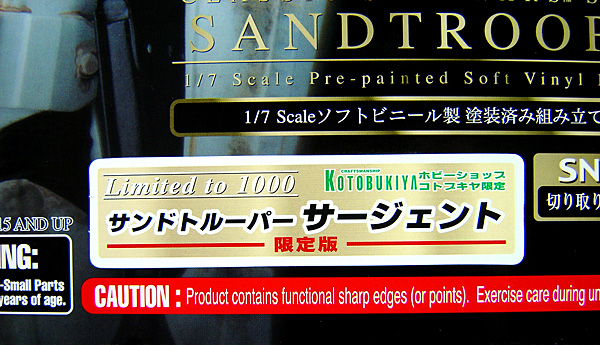 SANDTROOP
1/7 Scale Pre-painted Soft Vinyl
1/7 Scaleソフトビニール製 塗装済み組み立て
Limited to 1000
CRAFTSMANSHIP
KOTOBUKIYA
ホビーショップ
コトブキヤ限定
サンドトルーパー サージェント
限定版
SN
切り取り
15 AND UP
NG:
-Small Parts
years of age.
CAUTION : Product contains functional sharp edges (or points). Exercise care during un